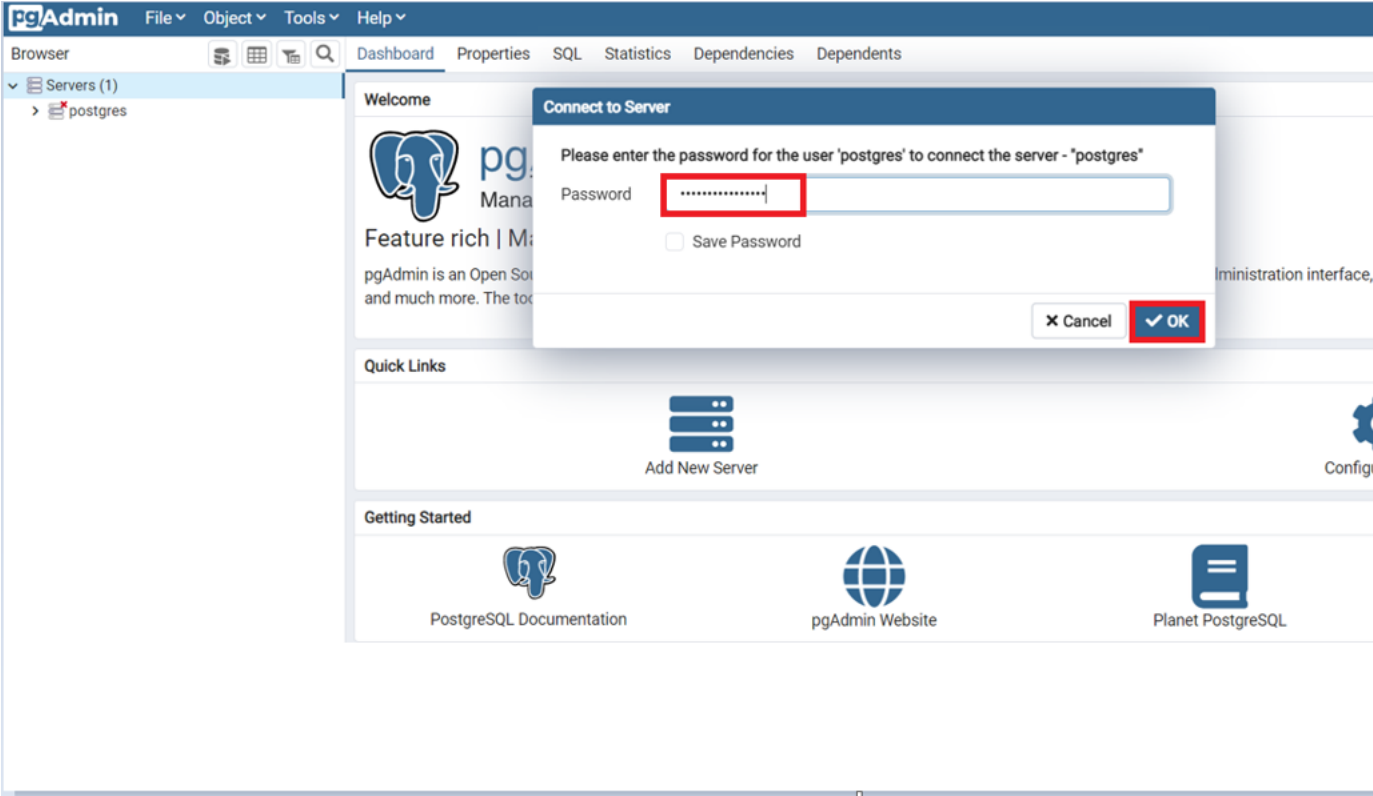 pgAdmin File Object Tools Help
Browser Dashboard Properties SQL Statistics Dependencies Dependents
Servers (1)
postgres
Welcome
Connect to Server
Please enter the password for the user 'postgres' to connect the server - "postgres"
Password ················
Save Password
Cancel OK
pg
Mana
Feature rich | Ma
pgAdmin is an Open Sou
lministration interface,
and much more. The too
Quick Links
Add New Server
Config
Getting Started
PostgreSQL Documentation pgAdmin Website Planet PostgreSQL